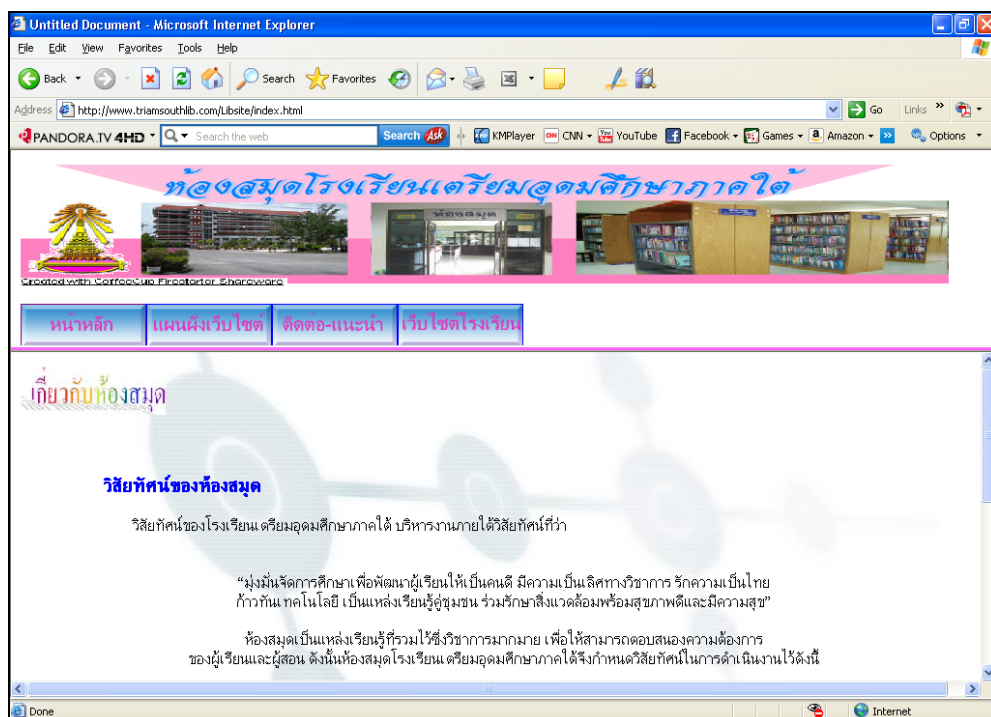 Untitled Document - Microsoft Internet Explorer
File Edit View Favorites Tools Help
Back Search Favorites
Address http://www.triamsouthlib.com/Libsite/index.html Go Links
PANDORA.TV 4HD Search the web Search Ask KMPlayer CNN YouTube Facebook Games Amazon Options
ห้องสมุดโรงเรียนเตรียมอุดมศึกษาภาคใต้
ห้องสมุด
Created with CoffeeCup Firestarter Shareware
หน้าหลัก แผนผังเว็บไซต์ ติดต่อ-แนะนำ เว็บไซต์โรงเรียน
เกี่ยวกับห้องสมุด
วิสัยทัศน์ของห้องสมุด
วิสัยทัศน์ของโรงเรียนเตรียมอุดมศึกษาภาคใต้ บริหารงานภายใต้วิสัยทัศน์ที่ว่า
“มุ่งมั่นจัดการศึกษาเพื่อพัฒนาผู้เรียนให้เป็นคนดี มีความเป็นเลิศทางวิชาการ รักความเป็นไทย
ก้าวทันเทคโนโลยี เป็นแหล่งเรียนรู้คู่ชุมชน ร่วมรักษาสิ่งแวดล้อมพร้อมสุขภาพดีและมีความสุข”
ห้องสมุดเป็นแหล่งเรียนรู้ที่รวมไว้ซึ่งวิชาการมากมาย เพื่อให้สามารถตอบสนองความต้องการ
ของผู้เรียนและผู้สอน ดังนั้นห้องสมุดโรงเรียนเตรียมอุดมศึกษาภาคใต้จึงกำหนดวิสัยทัศน์ในการดำเนินงานไว้ดังนี้
Done Internet